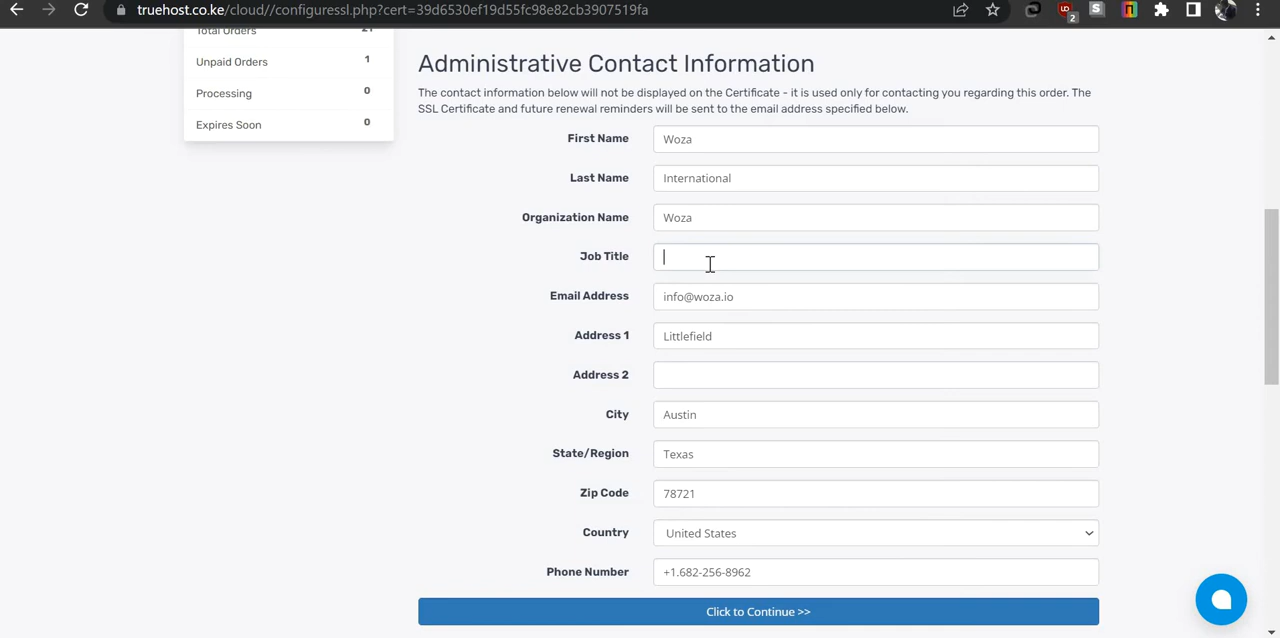 truehost.co.ke/cloud//configuressl.php?cert=39d6530ef19d55fc98e82cb3907519fa
2
Total Orders 21
Unpaid Orders 1
Processing 0
Expires Soon 0
Administrative Contact Information
The contact information below will not be displayed on the Certificate - it is used only for contacting you regarding this order. The
SSL Certificate and future renewal reminders will be sent to the email address specified below.
First Name Woza
Last Name International
Organization Name Woza
Job Title
Email Address info@woza.io
Address 1 Littlefield
Address 2
City Austin
State/Region Texas
Zip Code 78721
Country United States
Phone Number +1.682-256-8962
Click to Continue >>